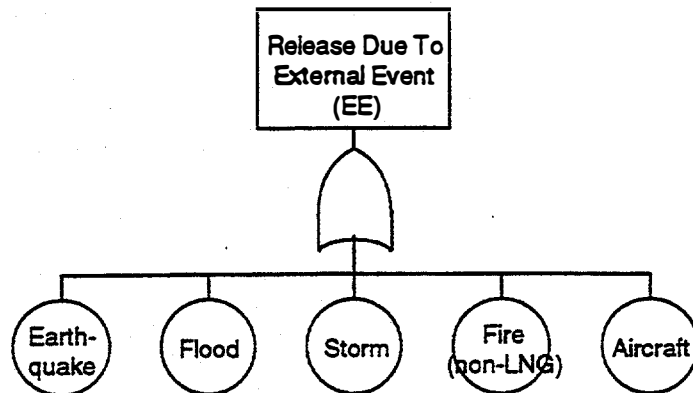 Release Due To
External Event
(EE)
Earth-
quake
Flood
Storm
Fire
(non-LNG)
Aircraft